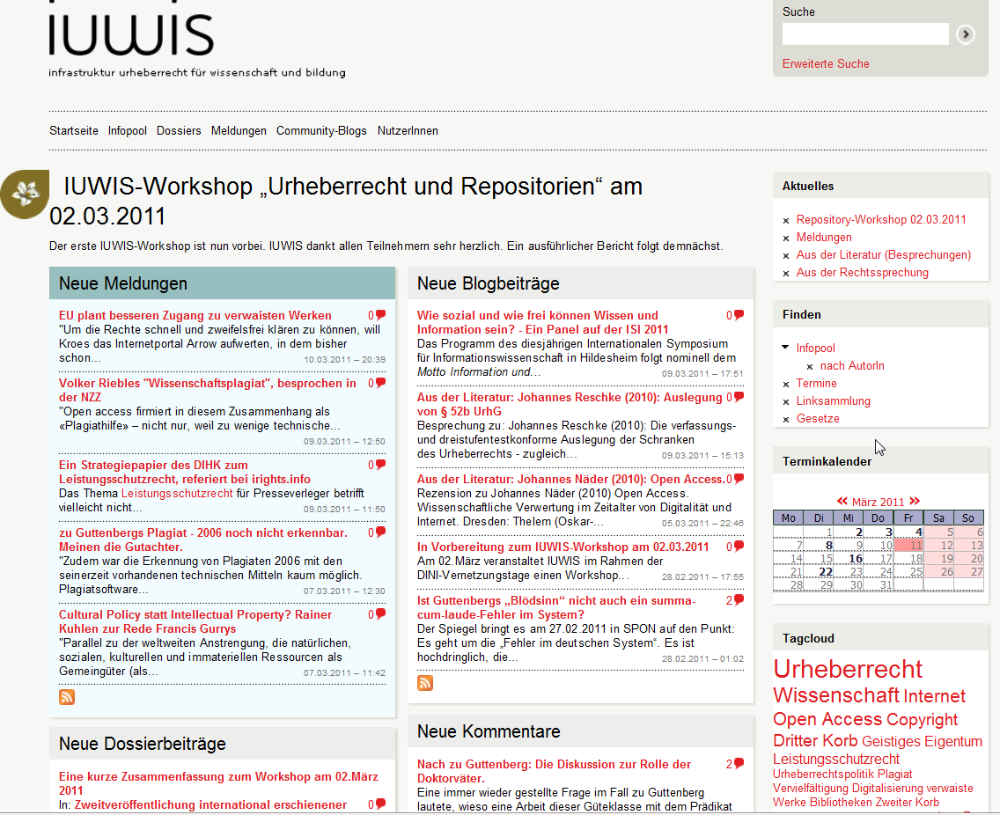 IUWIS
infrastruktur urheberrecht für wissenschaft und bildung
Suche
Erweiterte Suche
Startseite Infopool Dossiers Meldungen Community-Blogs NutzerInnen
IUWIS-Workshop „Urheberrecht und Repositorien“ am
02.03.2011
Der erste IUWIS-Workshop ist nun vorbei. IUWIS dankt allen Teilnehmern sehr herzlich. Ein ausführlicher Bericht folgt demnächst.
Neue Meldungen
EU plant besseren Zugang zu verwaisten Werken 0
"Um die Rechte schnell und zweifelsfrei klären zu können, will
Kroes das Internetportal Arrow aufwerten, in dem bisher
schon... 10.03.2011 – 20:39
Volker Riebles "Wissenschaftsplagiat", besprochen in 0
der NZZ
"Open access firmiert in diesem Zusammenhang als
«Plagiathilfe» – nicht nur, weil zu wenige technische...
09.03.2011 – 12:50
Ein Strategiepapier des DIHK zum 0
Leistungsschutzrecht, referiert bei irights.info
Das Thema Leistungsschutzrecht für Presseverleger betrifft
vielleicht nicht... 09.03.2011 – 11:50
zu Guttenbergs Plagiat - 2006 noch nicht erkennbar. 0
Meinen die Gutachter.
"Zudem war die Erkennung von Plagiaten 2006 mit den
seinerzeit vorhandenen technischen Mitteln kaum möglich.
Plagiatsoftware... 07.03.2011 – 12:30
Cultural Policy statt Intellectual Property? Rainer 0
Kuhlen zur Rede Francis Gurrys
"Parallel zu der weltweiten Anstrengung, die natürlichen,
sozialen, kulturellen und immateriellen Ressourcen als
Gemeingüter (als... 07.03.2011 – 11:42
Neue Dossierbeiträge
Eine kurze Zusammenfassung zum Workshop am 02.März
2011
In: Zweitveröffentlichung international erschienener 0
Neue Blogbeiträge
Wie sozial und wie frei können Wissen und 0
Information sein? - Ein Panel auf der ISI 2011
Das Programm des diesjährigen Internationalen Symposium
für Informationswissenschaft in Hildesheim folgt nominell dem
Motto Information und... 09.03.2011 – 17:51
Aus der Literatur: Johannes Reschke (2010): Auslegung 0
von § 52b UrhG
Besprechung zu: Johannes Reschke (2010): Die verfassungs-
und dreistufentestkonforme Auslegung der Schranken
des Urheberrechts - zugleich... 09.03.2011 – 15:13
Aus der Literatur: Johannes Näder (2010): Open Access. 0
Rezension zu Johannes Näder (2010) Open Access.
Wissenschaftliche Verwertung im Zeitalter von Digitalität und
Internet. Dresden: Thelem (Oskar-... 05.03.2011 – 22:46
In Vorbereitung zum IUWIS-Workshop am 02.03.2011 0
Am 02.März veranstaltet IUWIS im Rahmen der
DINI-Vernetzungstage einen Workshop... 28.02.2011 – 17:55
Ist Guttenbergs „Blödsinn“ nicht auch ein summa- 2
cum-laude-Fehler im System?
Der Spiegel bringt es am 27.02.2011 in SPON auf den Punkt:
Es geht um die „Fehler im deutschen System“. Es ist
hochdringlich, die... 28.02.2011 – 01:02
Neue Kommentare
Nach zu Guttenberg: Die Diskussion zur Rolle der 2
Doktorväter.
Eine immer wieder gestellte Frage im Fall zu Guttenberg
lautete, wieso eine Arbeit dieser Güteklasse mit dem Prädikat
Aktuelles
Repository-Workshop 02.03.2011
Meldungen
Aus der Literatur (Besprechungen)
Aus der Rechtssprechung
Finden
Infopool
nach AutorIn
Termine
Linksammlung
Gesetze
Terminkalender
« März 2011 »
Mo Di Mi Do Fr Sa So
1 2 3 4 5 6
7 8 9 10 11 12 13
14 15 16 17 18 19 20
21 22 23 24 25 26 27
28 29 30 31
Tagcloud
Urheberrecht
Wissenschaft Internet
Open Access Copyright
Dritter Korb Geistiges Eigentum
Leistungsschutzrecht
Urheberrechtspolitik Plagiat
Vervielfältigung Digitalisierung verwaiste
Werke Bibliotheken Zweiter Korb